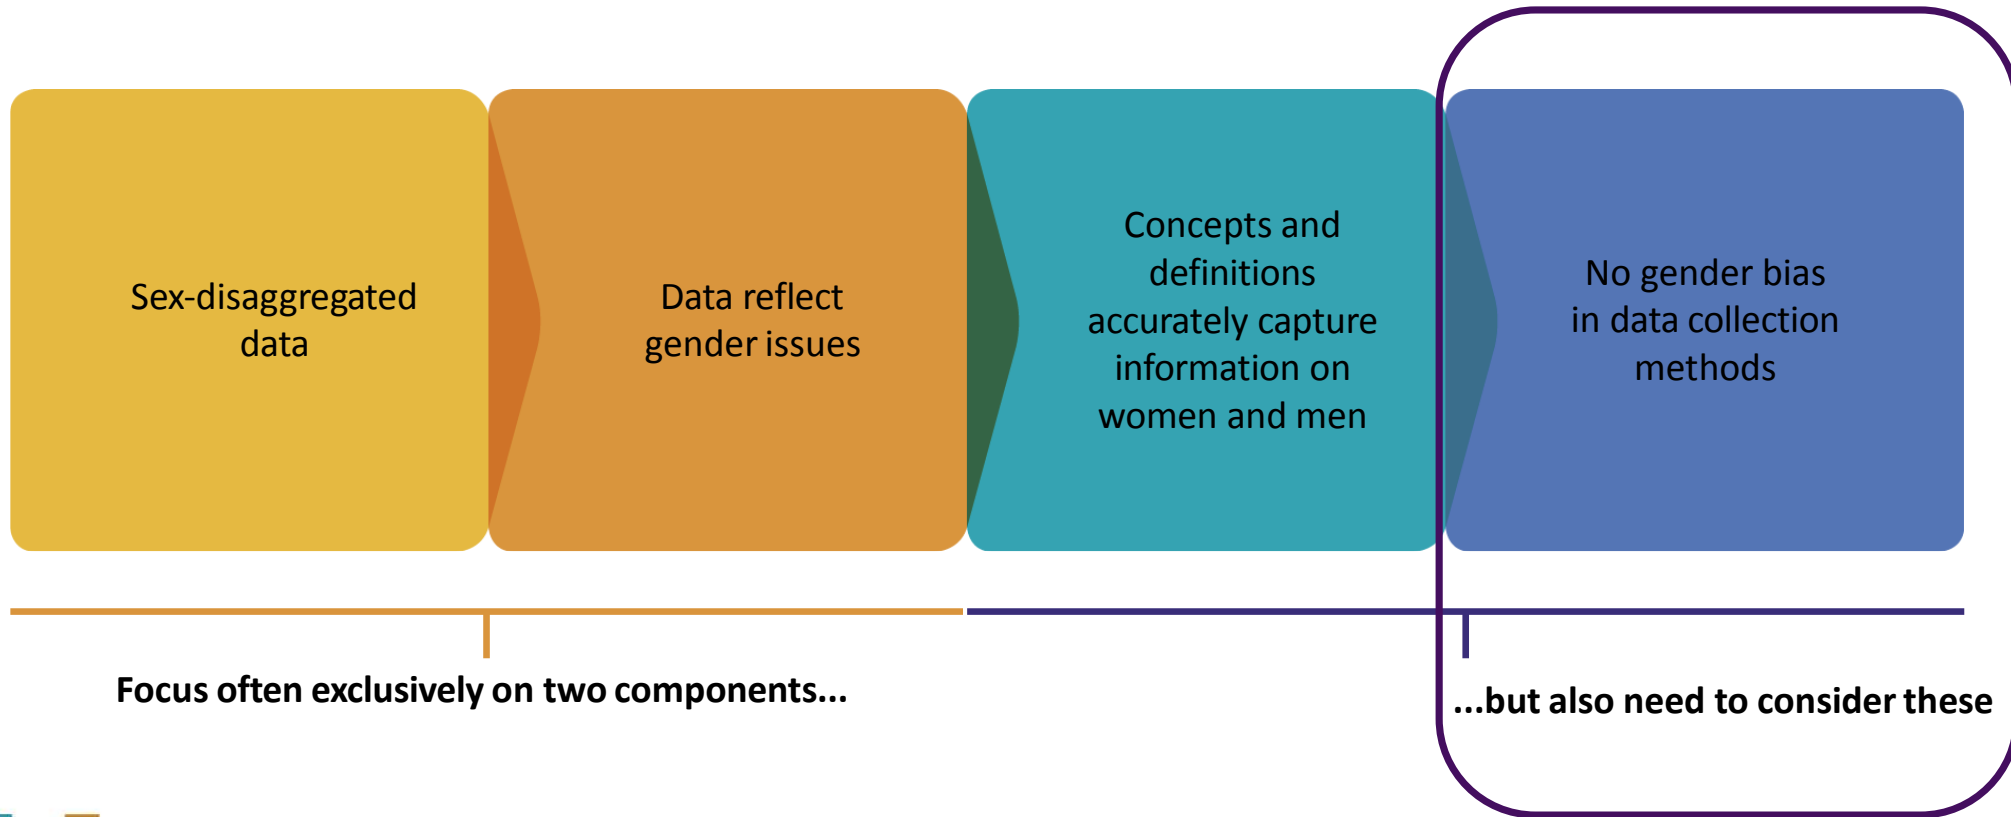 Sex-disaggregated
data
Data reflect
gender issues
Concepts and
definitions
accurately capture
information on
women and men
No gender bias
in data collection
methods
Focus often exclusively on two components...
...but also need to consider these